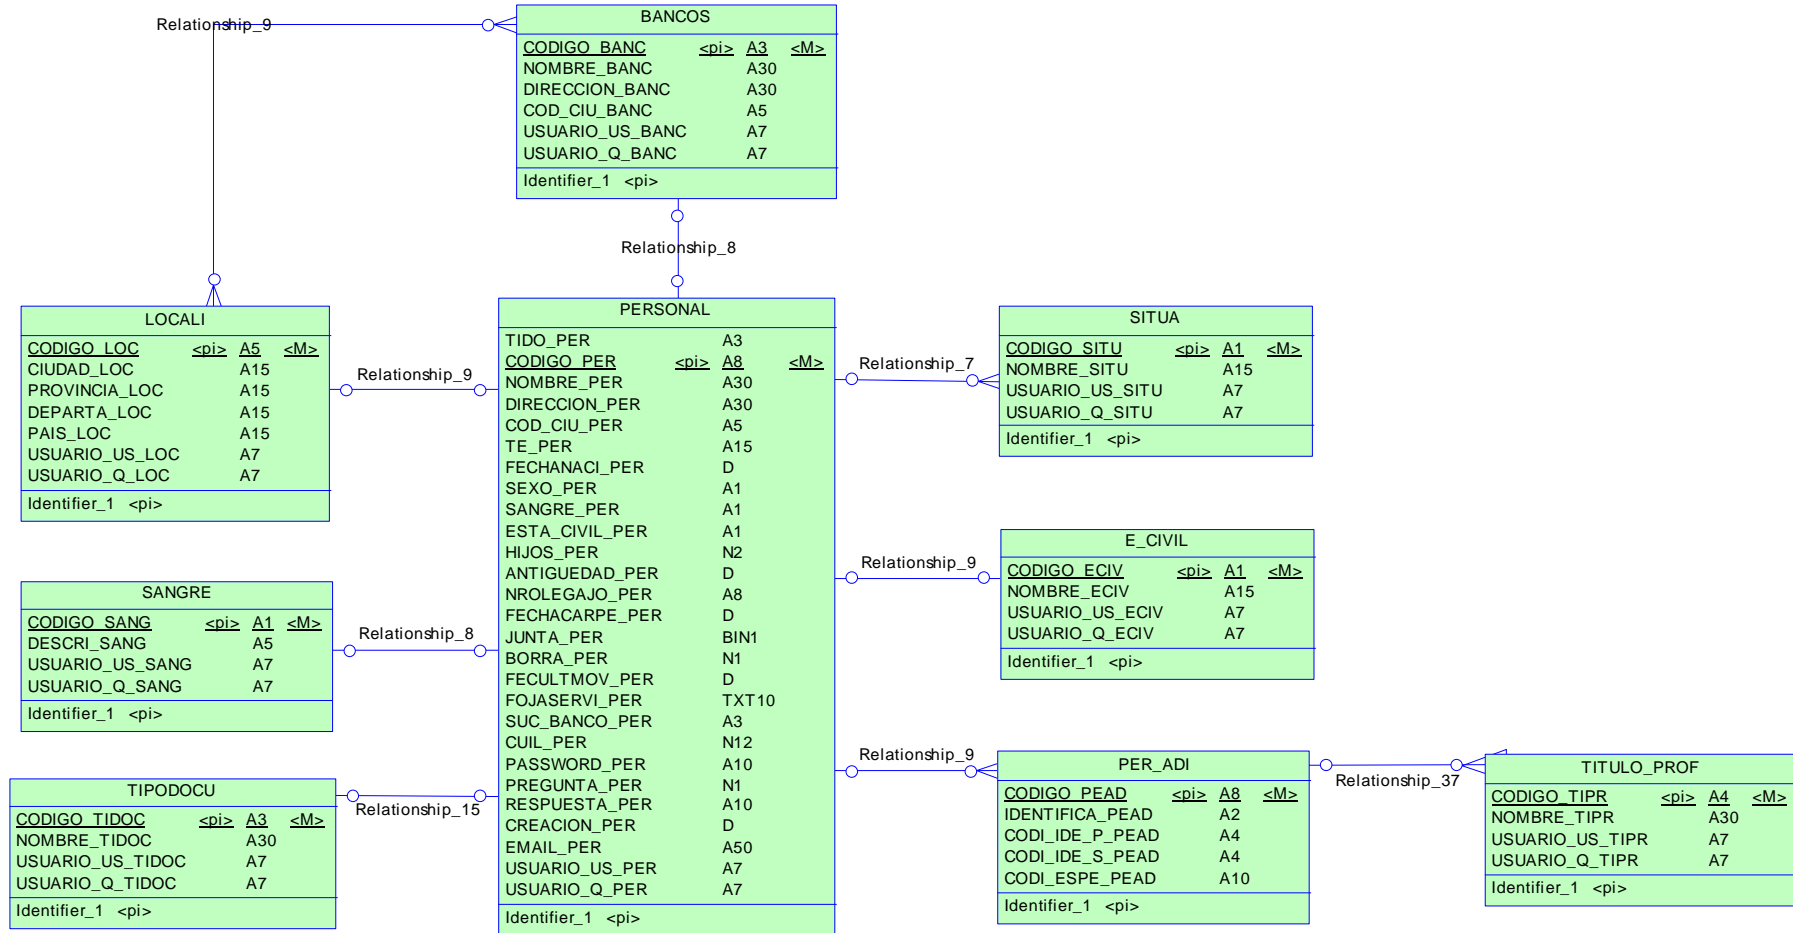 Relationship_9
BANCOS
CODIGO_BANC <pi> A3 <M>
NOMBRE_BANC A30
DIRECCION_BANC A30
COD_CIU_BANC A5
USUARIO_US_BANC A7
USUARIO_Q_BANC A7
Identifier_1 <pi>
Relationship_8
LOCALI
CODIGO_LOC <pi> A5 <M>
CIUDAD_LOC A15
PROVINCIA_LOC A15
DEPARTA_LOC A15
PAIS_LOC A15
USUARIO_US_LOC A7
USUARIO_Q_LOC A7
Identifier_1 <pi>
Relationship_9
PERSONAL
TIDO_PER A3
CODIGO_PER <pi> A8 <M>
NOMBRE_PER A30
DIRECCION_PER A30
COD_CIU_PER A5
TE_PER A15
FECHANACI_PER D
SEXO_PER A1
SANGRE_PER A1
ESTA_CIVIL_PER A1
HIJOS_PER N2
ANTIGUEDAD_PER D
NROLEGAJO_PER A8
FECHACARPE_PER D
JUNTA_PER BIN1
BORRA_PER N1
FECULTMOV_PER D
FOJASERVI_PER TXT10
SUC_BANCO_PER A3
CUIL_PER N12
PASSWORD_PER A10
PREGUNTA_PER N1
RESPUESTA_PER A10
CREACION_PER D
EMAIL_PER A50
USUARIO_US_PER A7
USUARIO_Q_PER A7
Identifier_1 <pi>
Relationship_7
SITUA
CODIGO_SITU <pi> A1 <M>
NOMBRE_SITU A15
USUARIO_US_SITU A7
USUARIO_Q_SITU A7
Identifier_1 <pi>
Relationship_9
E_CIVIL
CODIGO_ECIV <pi> A1 <M>
NOMBRE_ECIV A15
USUARIO_US_ECIV A7
USUARIO_Q_ECIV A7
Identifier_1 <pi>
SANGRE
CODIGO_SANG <pi> A1 <M>
DESCRI_SANG A5
USUARIO_US_SANG A7
USUARIO_Q_SANG A7
Identifier_1 <pi>
Relationship_8
TIPODOCU
CODIGO_TIDOC <pi> A3 <M>
NOMBRE_TIDOC A30
USUARIO_US_TIDOC A7
USUARIO_Q_TIDOC A7
Identifier_1 <pi>
Relationship_15
Relationship_9
PER_ADI
CODIGO_PEAD <pi> A8 <M>
IDENTIFICA_PEAD A2
CODI_IDE_P_PEAD A4
CODI_IDE_S_PEAD A4
CODI_ESPE_PEAD A10
Identifier_1 <pi>
Relationship_37
TITULO_PROF
CODIGO_TIPR <pi> A4 <M>
NOMBRE_TIPR A30
USUARIO_US_TIPR A7
USUARIO_Q_TIPR A7
Identifier_1 <pi>